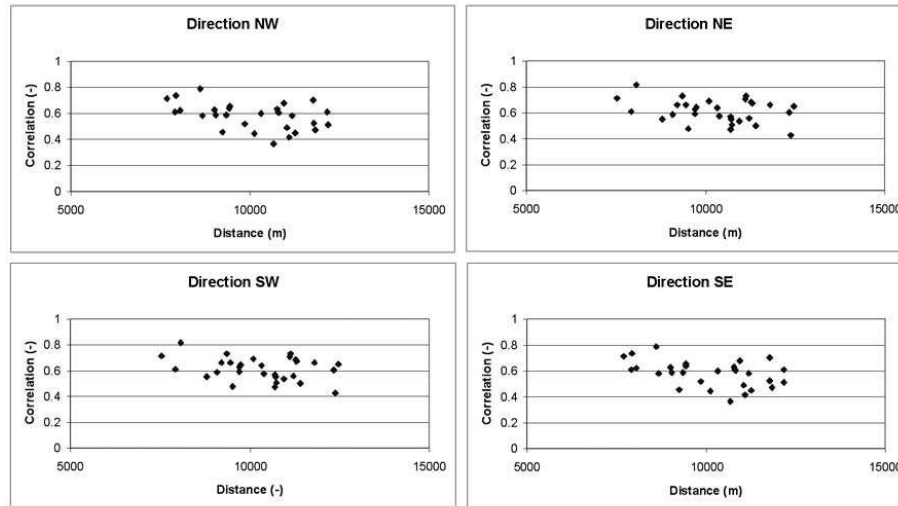 Direction NW
1
0.8
0.6
0.4
0.2
0
Correlation (-)
5000 10000 15000
Distance (m)
Direction NE
1
0.8
0.6
0.4
0.2
0
Correlation (-)
5000 10000 15000
Distance (m)
Direction SW
1
0.8
0.6
0.4
0.2
0
Correlation (-)
5000 10000 15000
Distance (-)
Direction SE
1
0.8
0.6
0.4
0.2
0
Correlation (-)
5000 10000 15000
Distance (m)